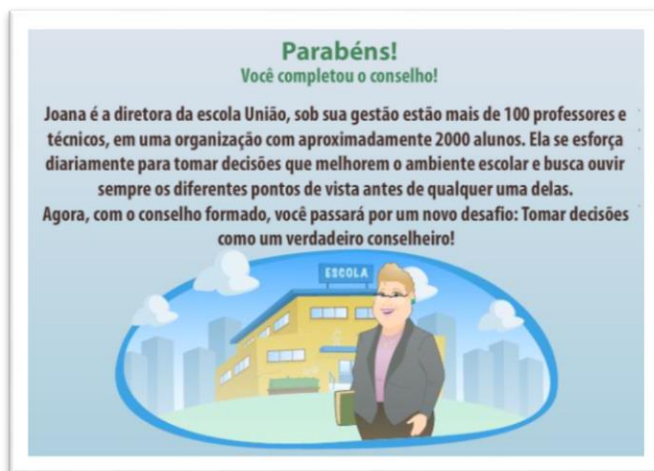 Parabéns!
Você completou o conselho!
Joana é a diretora da escola União, sob sua gestão estão mais de 100 professores e
técnicos, em uma organização com aproximadamente 2000 alunos. Ela se esforça
diariamente para tomar decisões que melhorem o ambiente escolar e busca ouvir
sempre os diferentes pontos de vista antes de qualquer uma delas.
Agora, com o conselho formado, você passará por um novo desafio: Tomar decisões
como um verdadeiro conselheiro!
ESCOLA